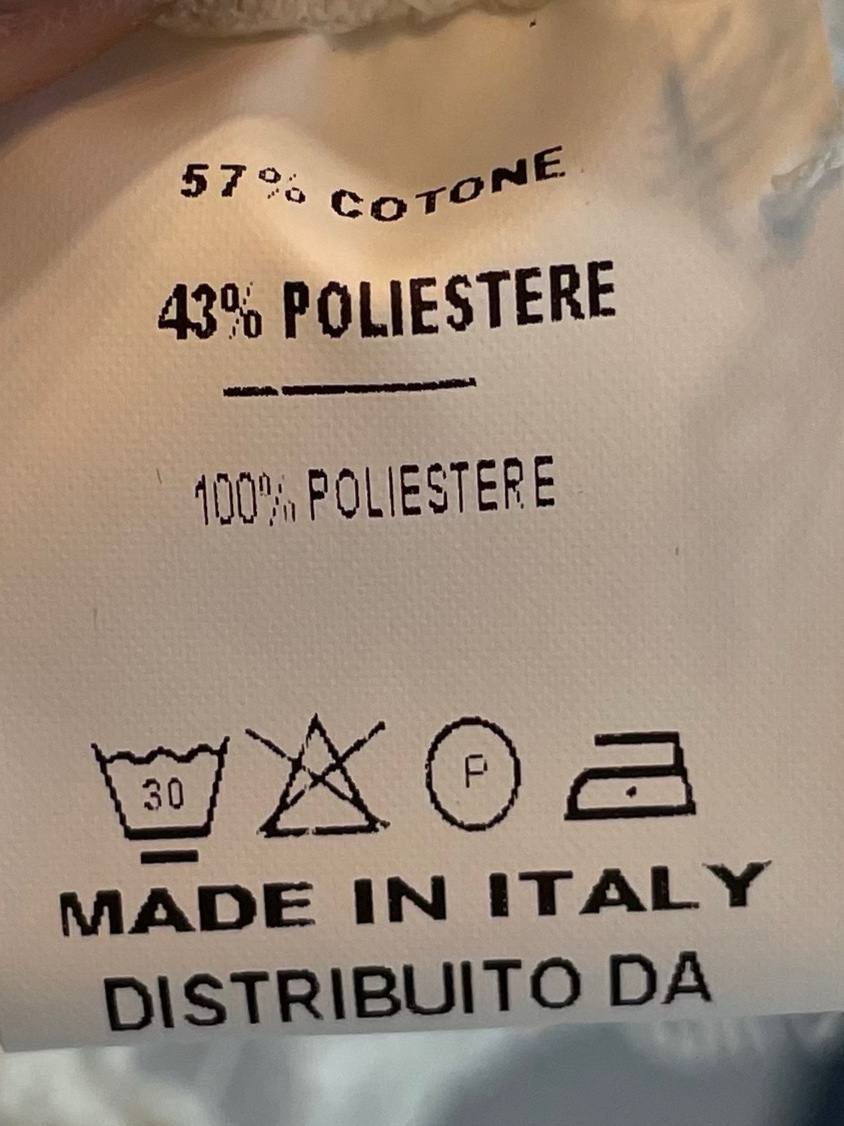 57% COTONE
43% POLIESTERE
100% POLIESTERE
30 P
MADE IN ITALY
DISTRIBUITO DA